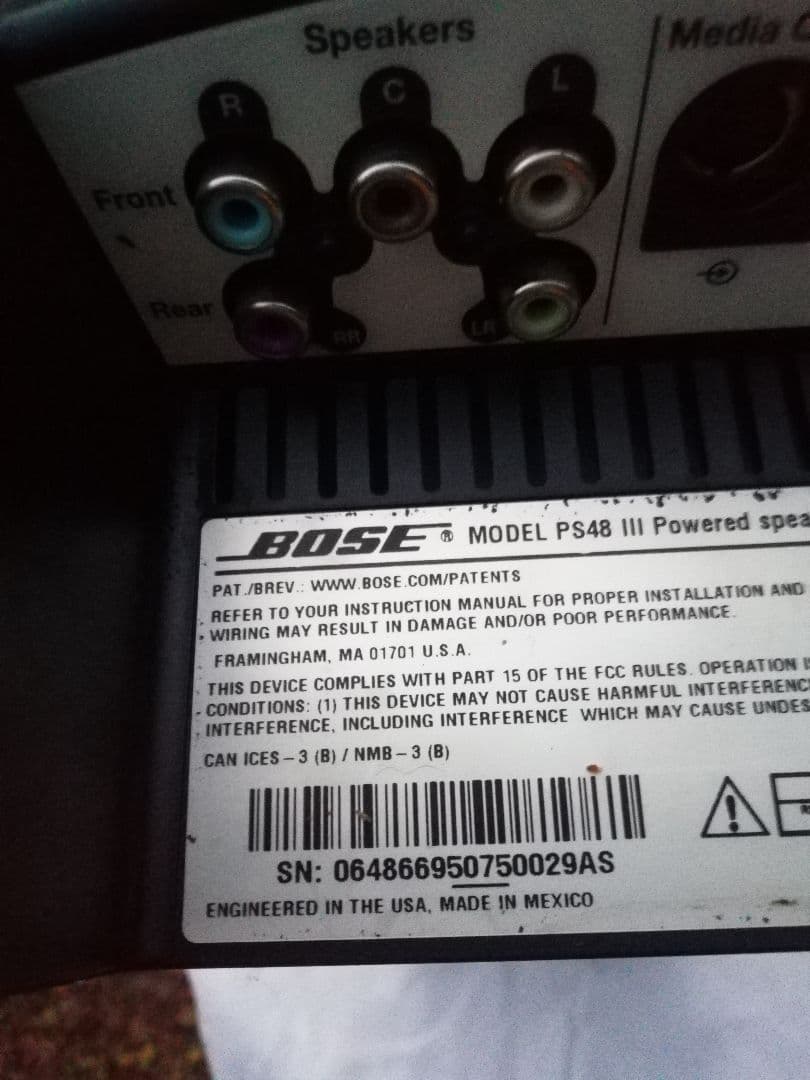 Speakers
Media
R C L
Front
Rear
RR LR
BOSE® MODEL PS48 III Powered
PAT./BREV.: WWW.BOSE.COM/PATENTS
REFER TO YOUR INSTRUCTION MANUAL FOR PROPER INSTALLATION AND
WIRING MAY RESULT IN DAMAGE AND/OR POOR PERFORMANCE.
FRAMINGHAM, MA 01701 U.S.A.
THIS DEVICE COMPLIES WITH PART 15 OF THE FCC RULES. OPERATION
CONDITIONS: (1) THIS DEVICE MAY NOT CAUSE HARMFUL
INTERFERENCE, INCLUDING INTERFERENCE WHICH MAY CAUSE
CAN ICES – 3 (B) / NMB – 3 (B)
SN: 064866950750029AS
ENGINEERED IN THE USA, MADE IN MEXICO